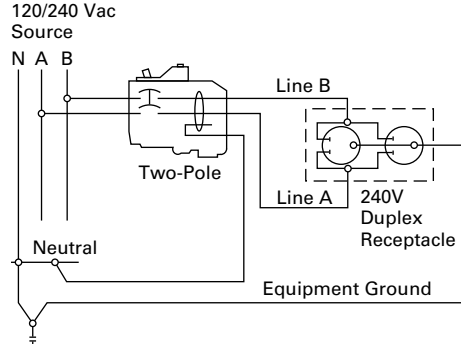 120/240 Vac
Source
N A B
Line B
Two-Pole
Line A
240V
Duplex
Receptacle
Neutral
Equipment Ground